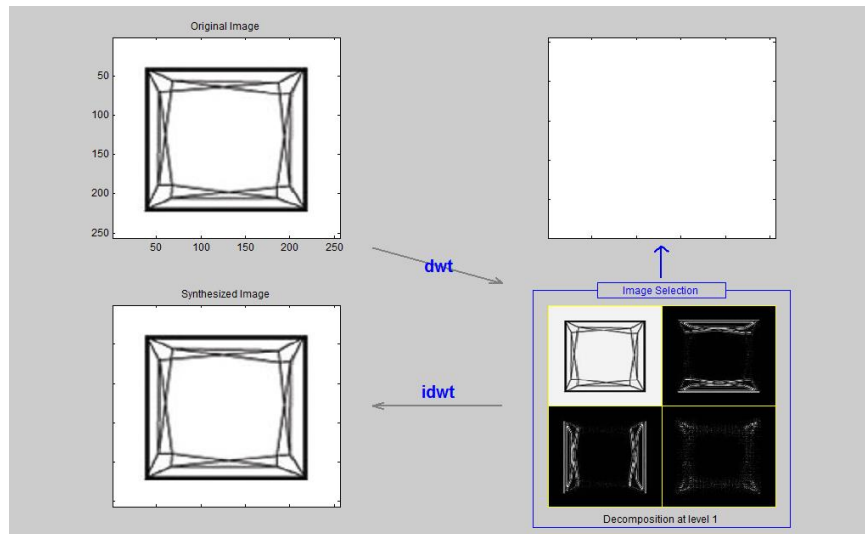 Original Image
50
100
150
200
250
50 100 150 200 250
dwt
Image Selection
Synthesized Image
idwt
Decomposition at level 1